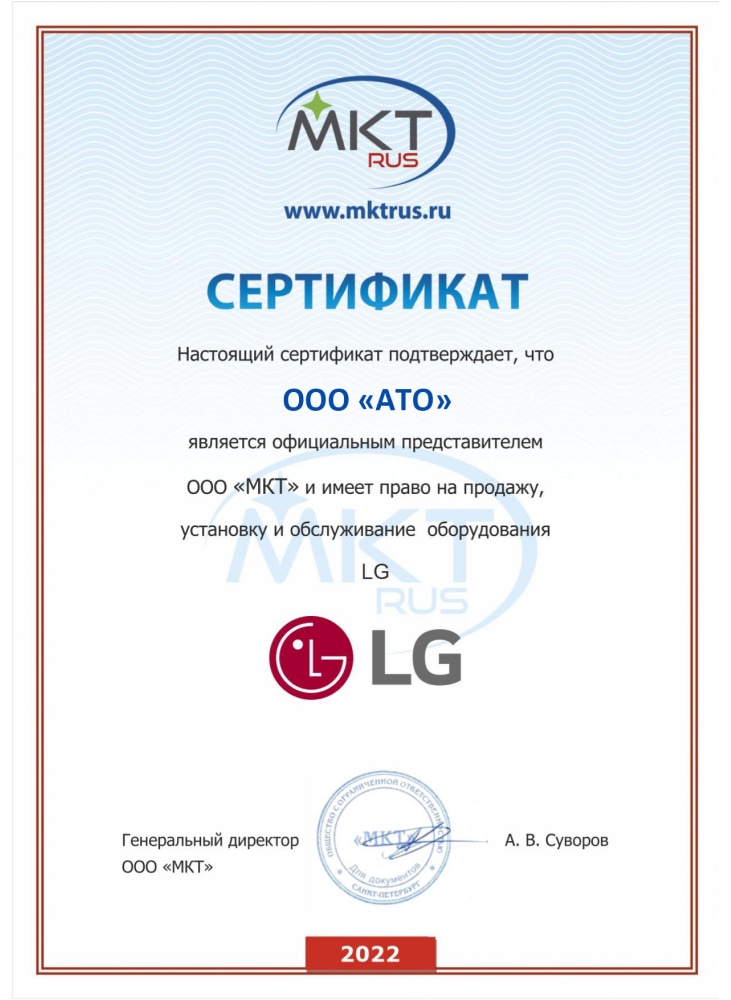 МКТ
RUS
www.mktrus.ru
СЕРТИФИКАТ
Настоящий сертификат подтверждает, что
ООО «АТО»
является официальным представителем
ООО «МКТ» и имеет право на продажу,
установку и обслуживание оборудования
LG
МКТ
RUS
LG
ОБЩЕСТВО С ОГРАНИЧЕННОЙ ОТВЕТСТВЕННОСТЬЮ
«МКТ»
Для документов
САНКТ-ПЕТЕРБУРГ
Генеральный директор
ООО «МКТ»
А. В. Суворов
2022